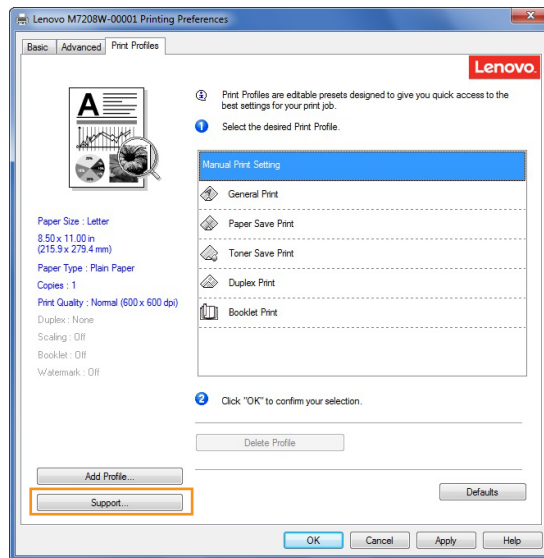 Lenovo M7208W-00001 Printing Preferences
Basic Advanced Print Profiles
Lenovo.
A
Print Profiles are editable presets designed to give you quick access to the
best settings for your print job.
1 Select the desired Print Profile.
Manual Print Setting
General Print
Paper Save Print
Toner Save Print
Duplex Print
Booklet Print
Paper Size : Letter
8.50 x 11.00 in
(215.9 x 279.4 mm)
Paper Type : Plain Paper
Copies : 1
Print Quality : Normal (600 x 600 dpi)
Duplex : None
Scaling : Off
Booklet : Off
Watermark : Off
2 Click "OK" to confirm your selection.
Delete Profile
Add Profile...
Support...
Defaults
OK Cancel Apply Help